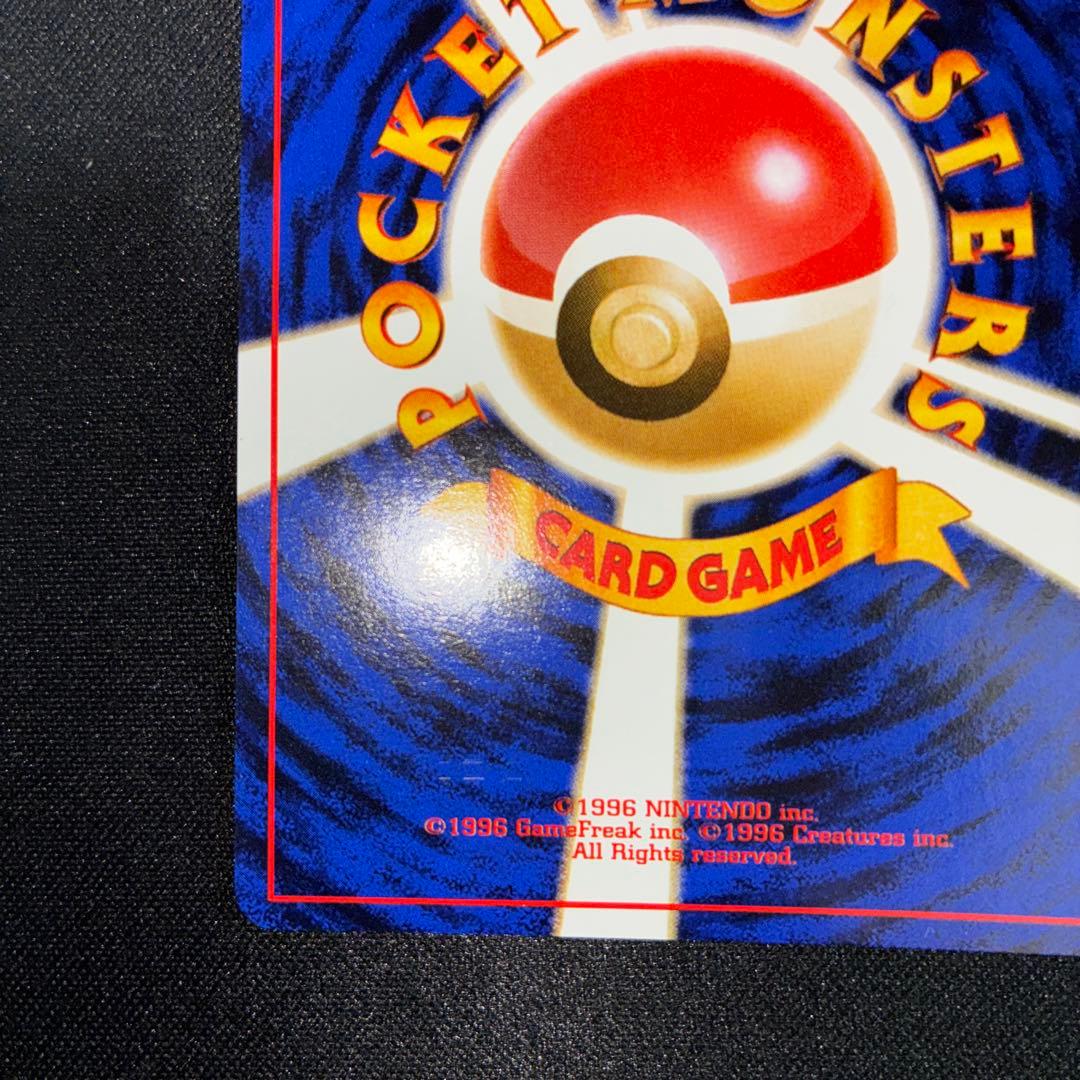 POCKET MONSTERS
CARD GAME
©1996 NINTENDO inc.
©1996 GameFreak inc. ©1996 Creatures inc.
All Rights reserved.